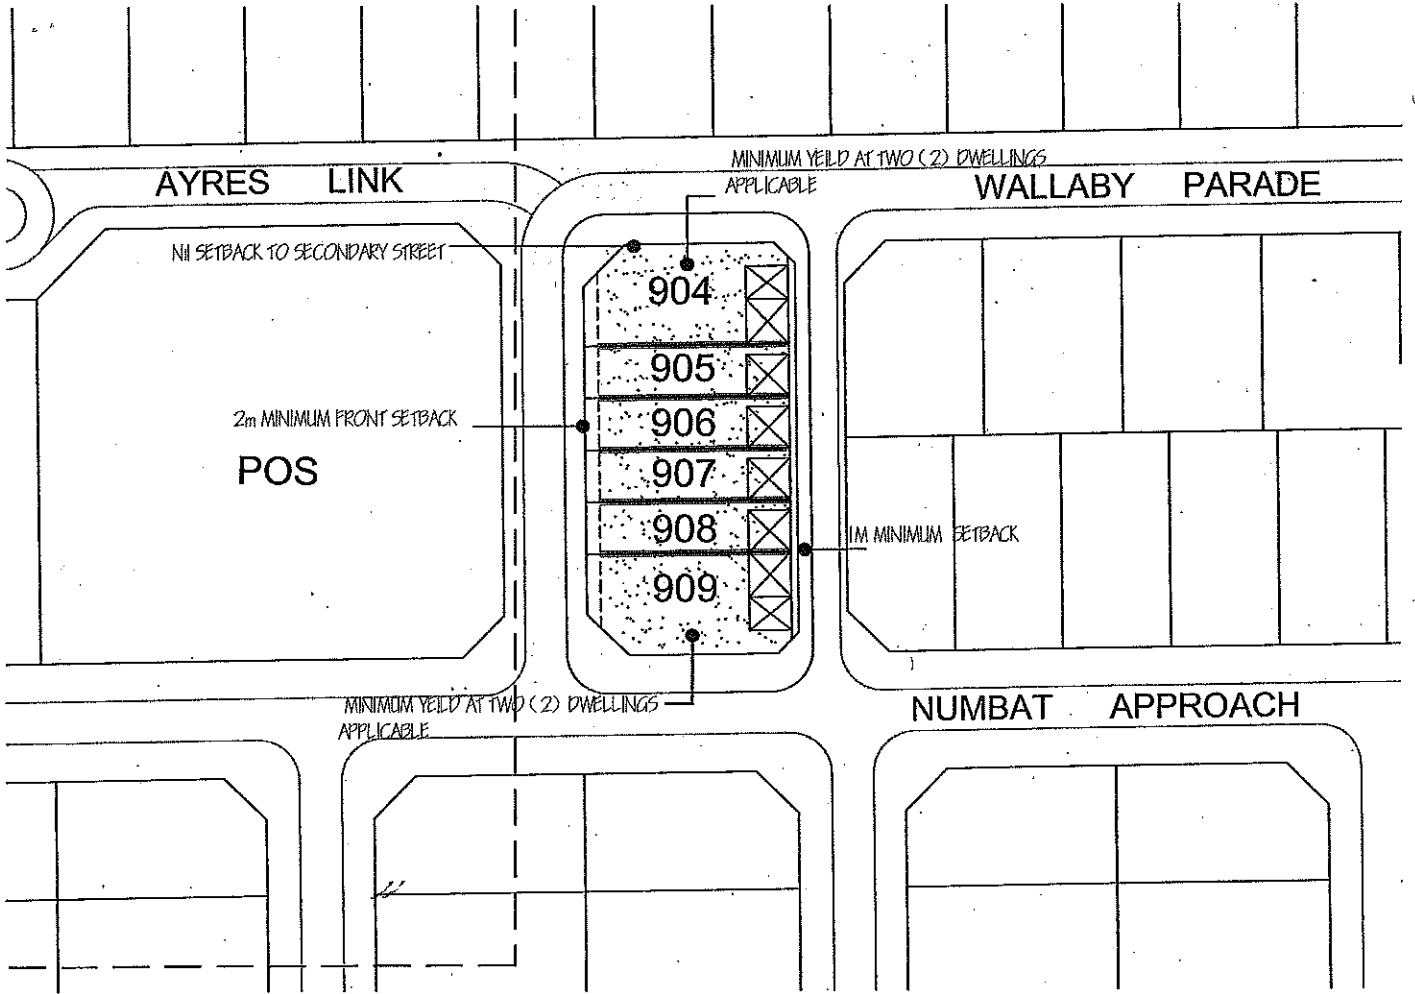 MINIMUM YEILD AT TWO (2) DWELLINGS
APPLICABLE
AYRES LINK
WALLABY PARADE
Nil SETBACK TO SECONDARY STREET
904
905
2m MINIMUM FRONT SETBACK
906
POS
907
908
1M MINIMUM SETBACK
909
MINIMUM YEILD AT TWO (2) DWELLINGS
APPLICABLE
NUMBAT APPROACH